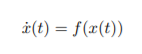 ẋ(t) = f(x(t))